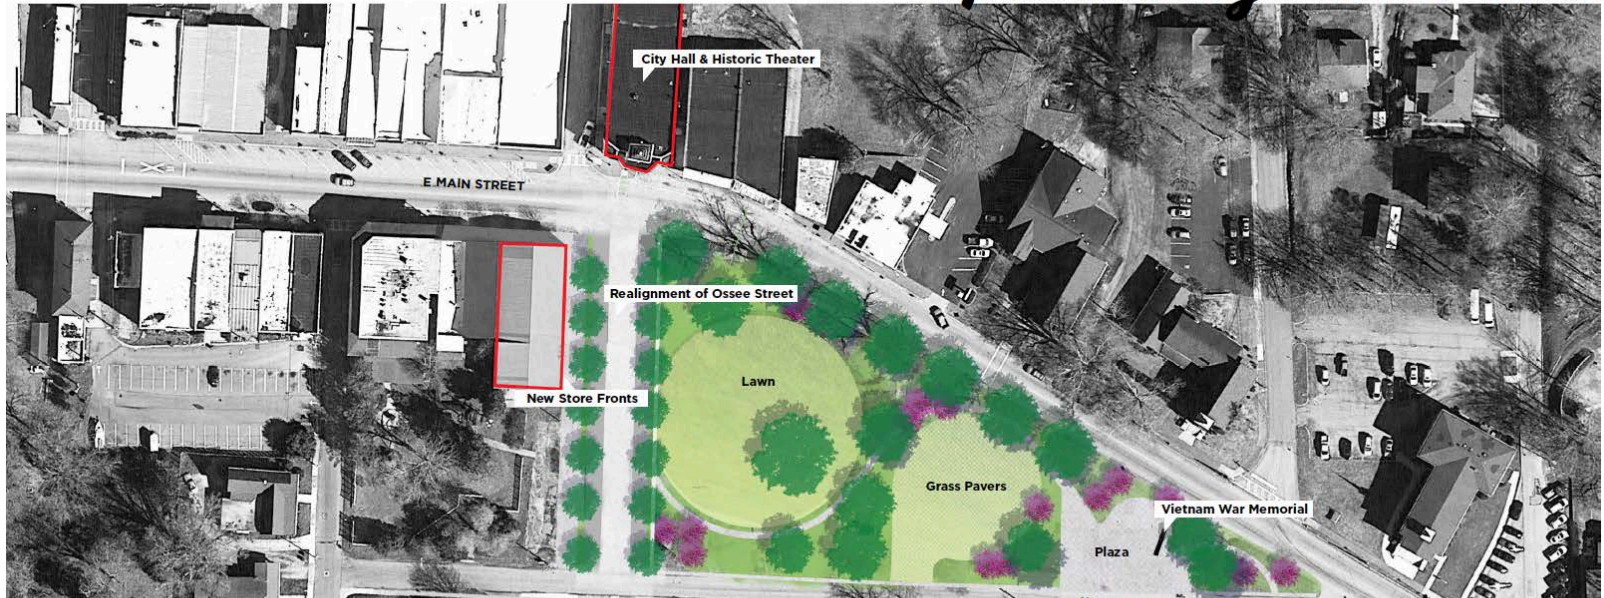 City Hall & Historic Theater
E MAIN STREET
Realignment of Ossee Street
Lawn
New Store Fronts
Grass Pavers
Vietnam War Memorial
Plaza